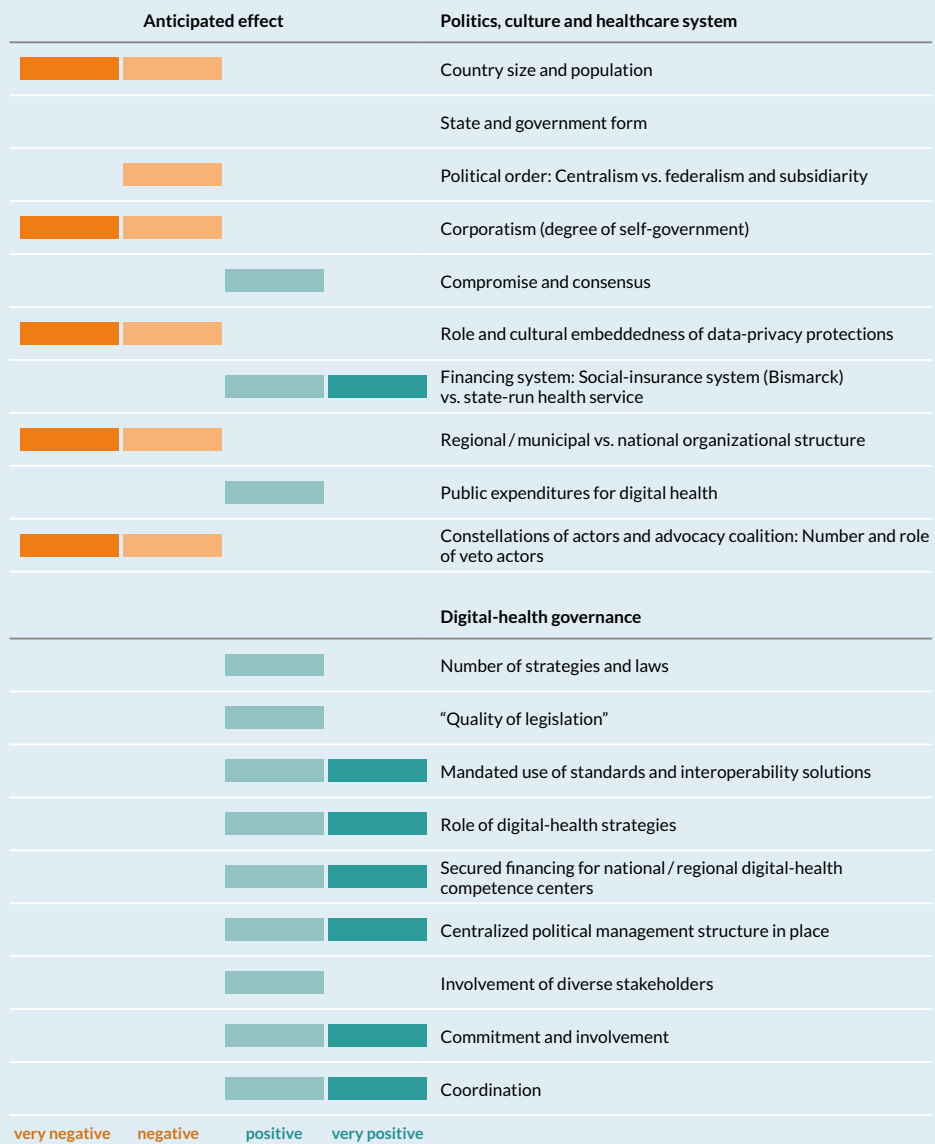 Anticipated effect
Politics, culture and healthcare system
Country size and population
State and government form
Political order: Centralism vs. federalism and subsidiarity
Corporatism (degree of self-government)
Compromise and consensus
Role and cultural embeddedness of data-privacy protections
Financing system: Social-insurance system (Bismarck)
vs. state-run health service
Regional / municipal vs. national organizational structure
Public expenditures for digital health
Constellations of actors and advocacy coalition: Number and role
of veto actors
Digital-health governance
Number of strategies and laws
“Quality of legislation”
Mandated use of standards and interoperability solutions
Role of digital-health strategies
Secured financing for national / regional digital-health
competence centers
Centralized political management structure in place
Involvement of diverse stakeholders
Commitment and involvement
Coordination
very negative negative positive very positive